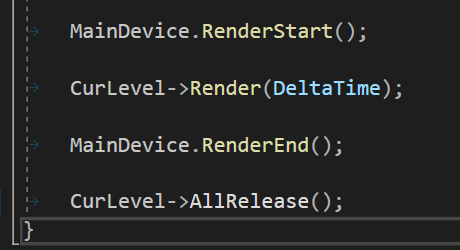 MainDevice.RenderStart();
CurLevel->Render(DeltaTime);
MainDevice.RenderEnd();
CurLevel->AllRelease();
}